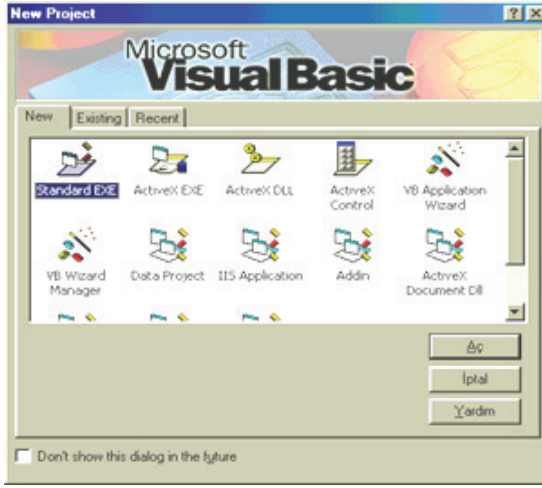 New Project
Microsoft
Visual Basic
New Existing Recent
Standard EXE ActiveX EXE ActiveX DLL ActiveX Control VB Application Wizard
VB Wizard Manager Data Project IIS Application Addin ActiveX Document Dll
Aç
İptal
Yardım
Don't show this dialog in the future